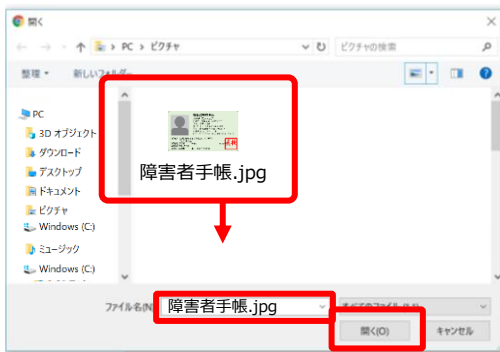 開く
PC › ピクチャ
ピクチャの検索
整理
新しいフォルダー
PC
3D オブジェクト
ダウンロード
デスクトップ
ドキュメント
ピクチャ
Windows (C:)
ミュージック
Windows (C:)
障害者手帳.jpg
ファイル名(N)
障害者手帳.jpg
開く(O)
キャンセル